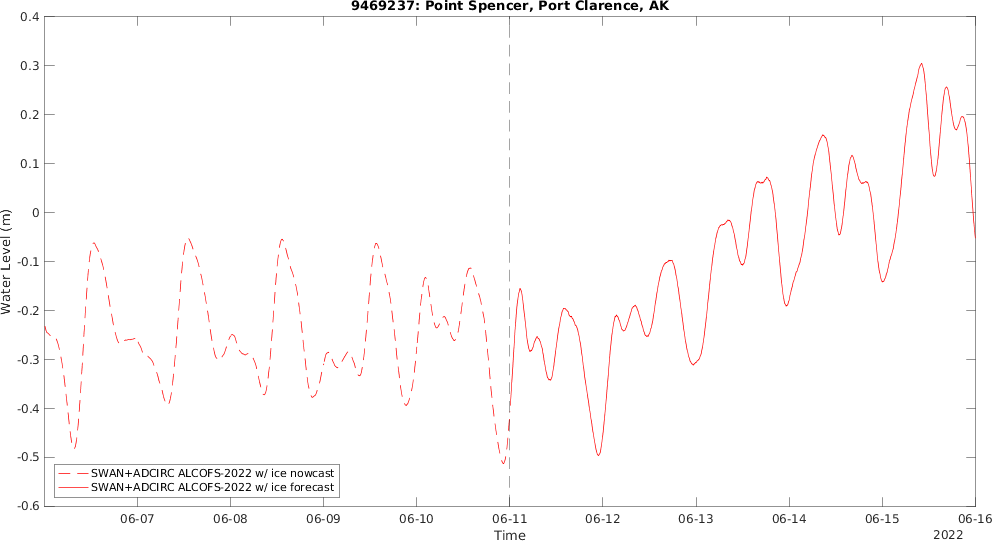 9469237: Point Spencer, Port Clarence, AK
0.4
0.3
0.2
0.1
0
-0.1
-0.2
-0.3
-0.4
-0.5
-0.6
Water Level (m)
SWAN+ADCIRC ALCOFS-2022 w/ ice nowcast
SWAN+ADCIRC ALCOFS-2022 w/ ice forecast
06-07 06-08 06-09 06-10 06-11 06-12 06-13 06-14 06-15 06-16
Time 2022